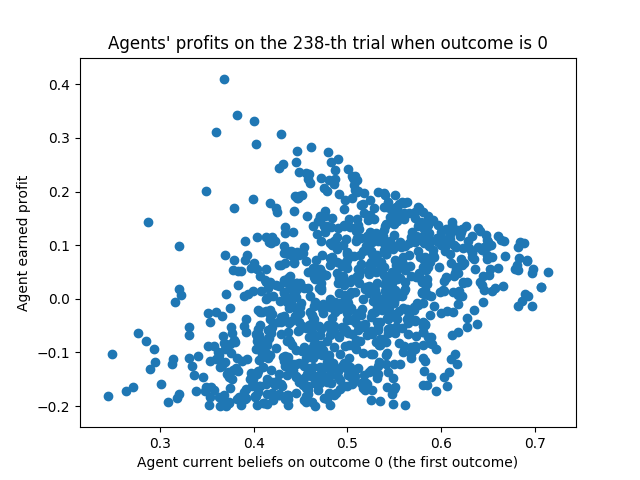 Agents' profits on the 238-th trial when outcome is 0
Agent earned profit
0.4
0.3
0.2
0.1
0.0
−0.1
−0.2
0.3 0.4 0.5 0.6 0.7
Agent current beliefs on outcome 0 (the first outcome)